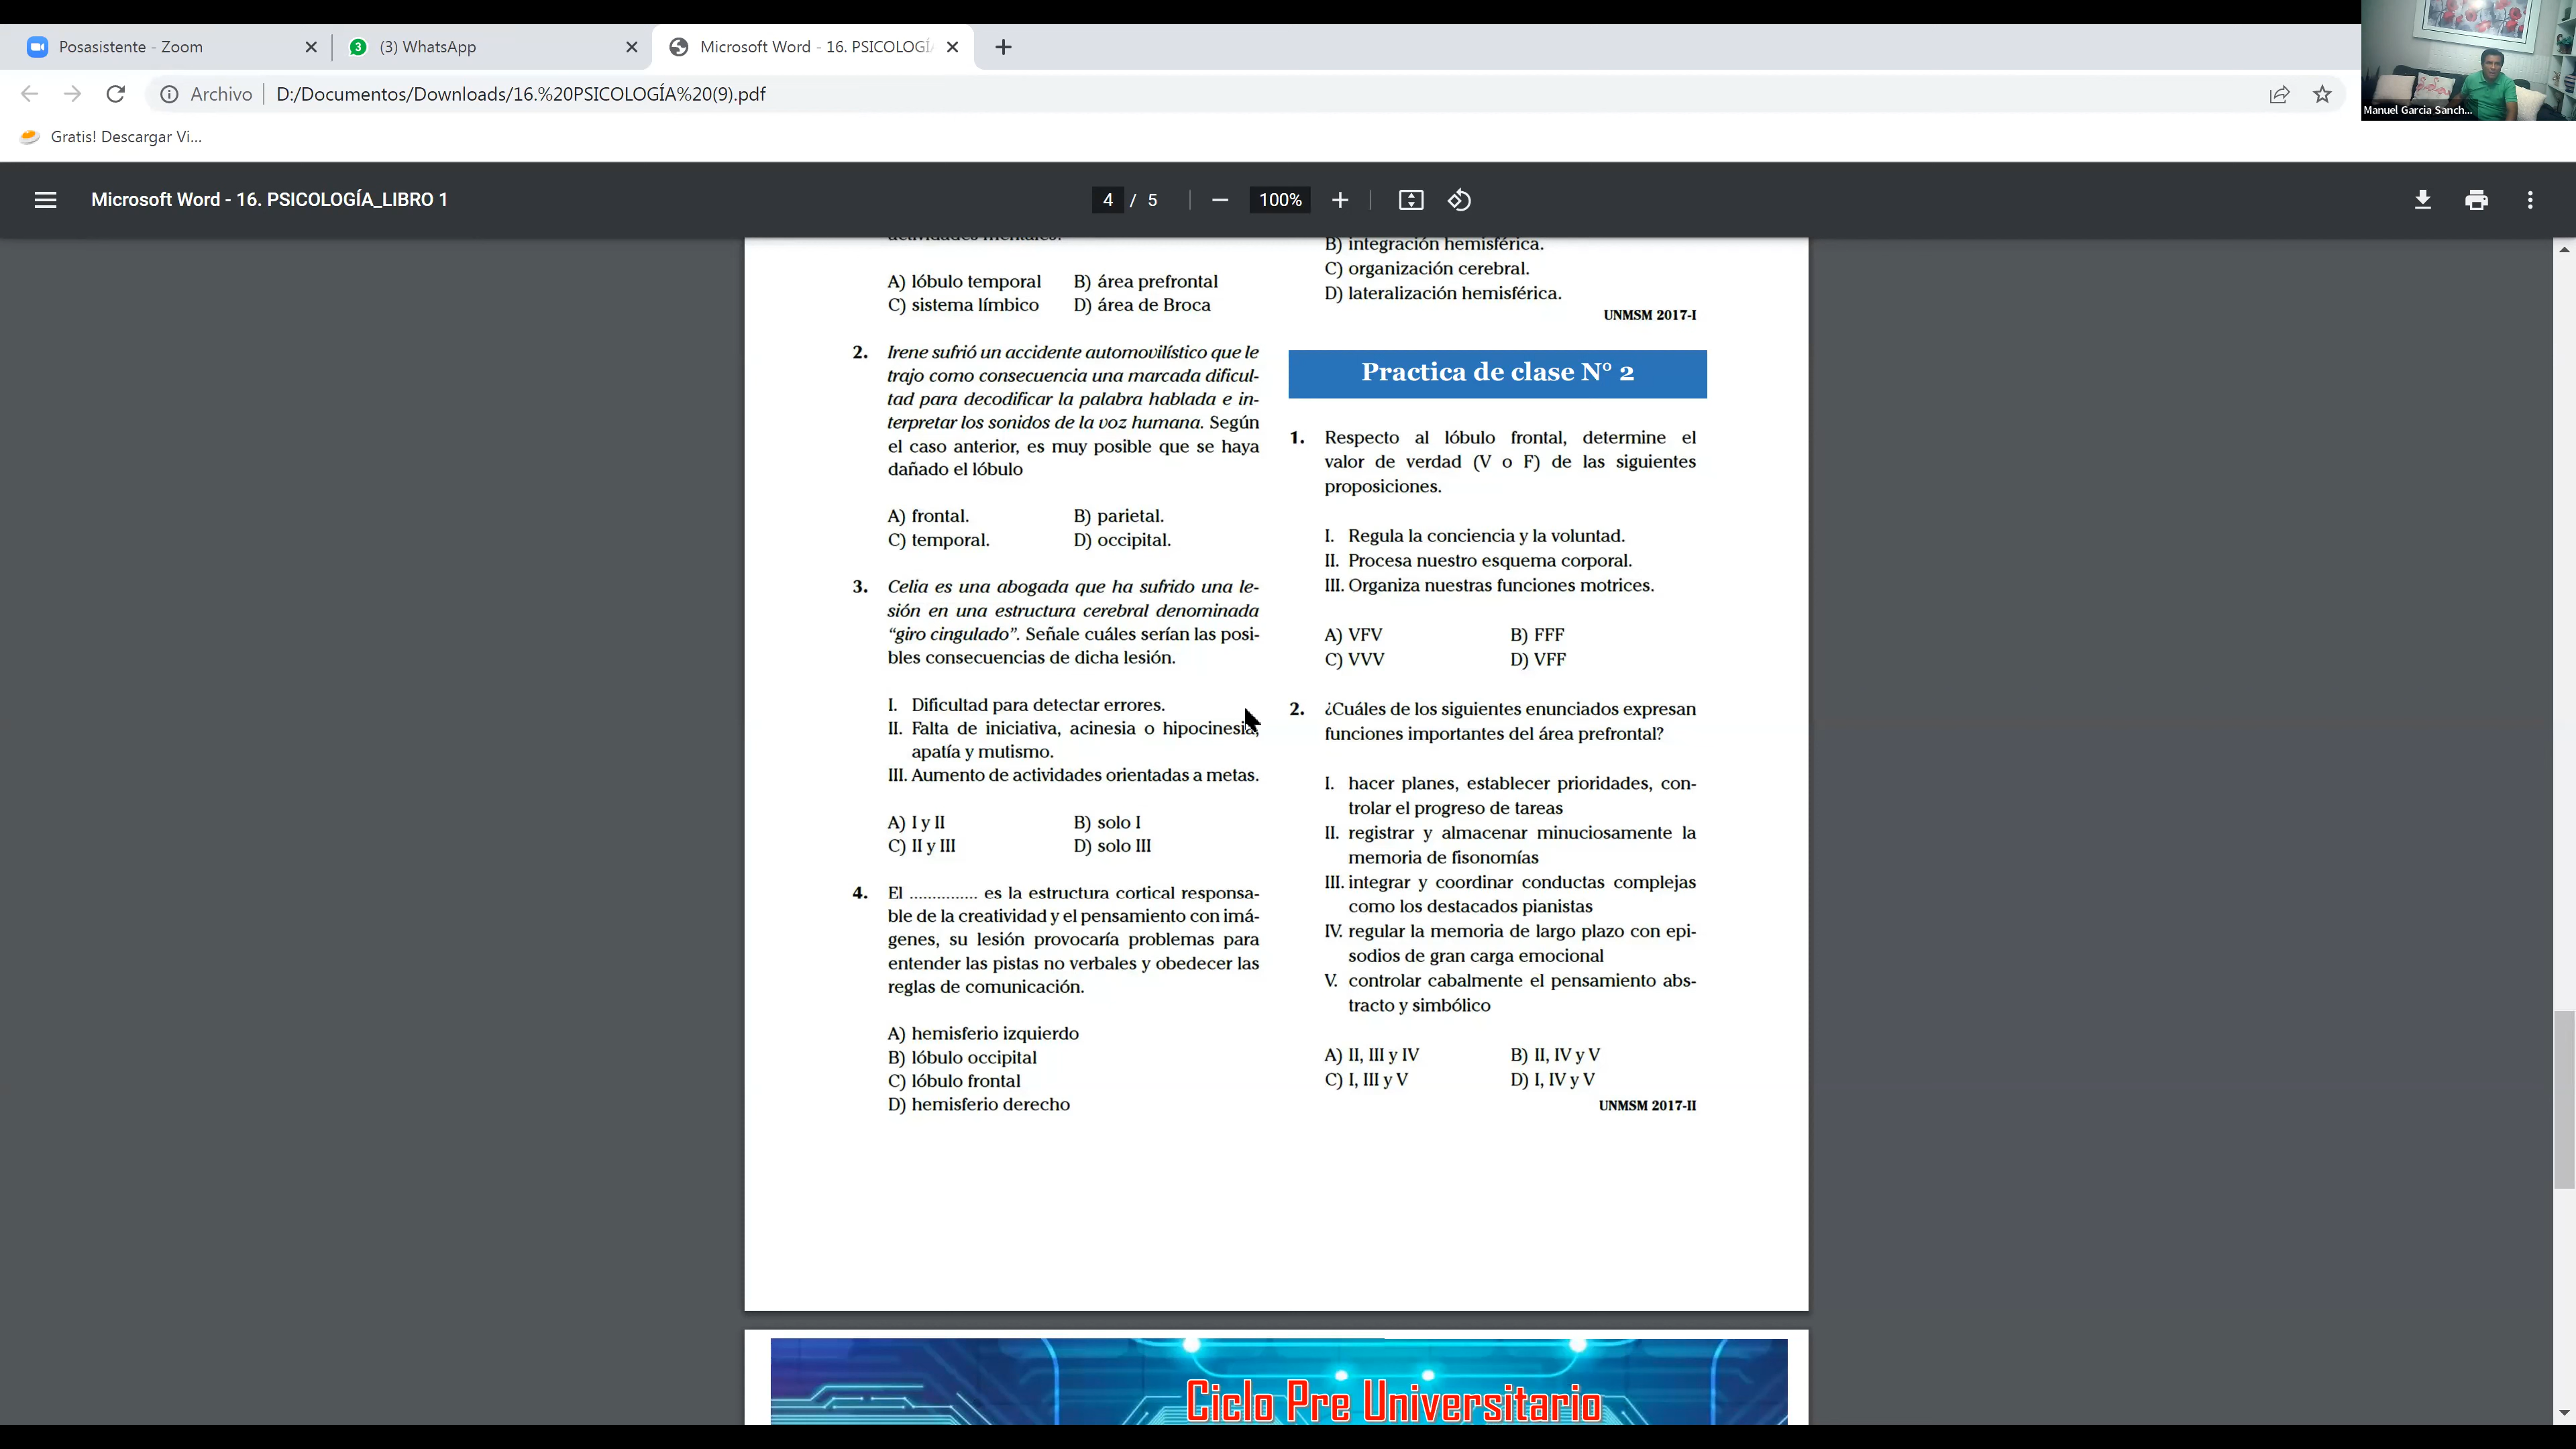 Posasistente - Zoom
(3) WhatsApp
Microsoft Word - 16. PSICOLOGÍ
Archivo
D:/Documentos/Downloads/16.%20PSICOLOGÍA%20(9).pdf
Manuel Garcia Sanch...
Gratis! Descargar Vi...
Microsoft Word - 16. PSICOLOGÍA_LIBRO 1
4 / 5
100%
actividades mentales.
A) lóbulo temporal B) área prefrontal
C) sistema límbico D) área de Broca
2. Irene sufrió un accidente automovilístico que le
trajo como consecuencia una marcada dificul-
tad para decodificar la palabra hablada e in-
terpretar los sonidos de la voz humana. Según
el caso anterior, es muy posible que se haya
dañado el lóbulo
A) frontal. B) parietal.
C) temporal. D) occipital.
3. Celia es una abogada que ha sufrido una le-
sión en una estructura cerebral denominada
“giro cingulado”. Señale cuáles serían las posi-
bles consecuencias de dicha lesión.
I. Dificultad para detectar errores.
II. Falta de iniciativa, acinesia o hipocinesia,
apatía y mutismo.
III. Aumento de actividades orientadas a metas.
A) I y II B) solo I
C) II y III D) solo III
4. El ............... es la estructura cortical responsa-
ble de la creatividad y el pensamiento con imá-
genes, su lesión provocaría problemas para
entender las pistas no verbales y obedecer las
reglas de comunicación.
A) hemisferio izquierdo
B) lóbulo occipital
C) lóbulo frontal
D) hemisferio derecho
B) integración hemisférica.
C) organización cerebral.
D) lateralización hemisférica.
UNMSM 2017-I
Practica de clase N° 2
1. Respecto al lóbulo frontal, determine el
valor de verdad (V o F) de las siguientes
proposiciones.
I. Regula la conciencia y la voluntad.
II. Procesa nuestro esquema corporal.
III. Organiza nuestras funciones motrices.
A) VFV B) FFF
C) VVV D) VFF
2. ¿Cuáles de los siguientes enunciados expresan
funciones importantes del área prefrontal?
I. hacer planes, establecer prioridades, con-
trolar el progreso de tareas
II. registrar y almacenar minuciosamente la
memoria de fisonomías
III. integrar y coordinar conductas complejas
como los destacados pianistas
IV. regular la memoria de largo plazo con epi-
sodios de gran carga emocional
V. controlar cabalmente el pensamiento abs-
tracto y simbólico
A) II, III y IV B) II, IV y V
C) I, III y V D) I, IV y V
UNMSM 2017-II
Ciclo Pre Universitario